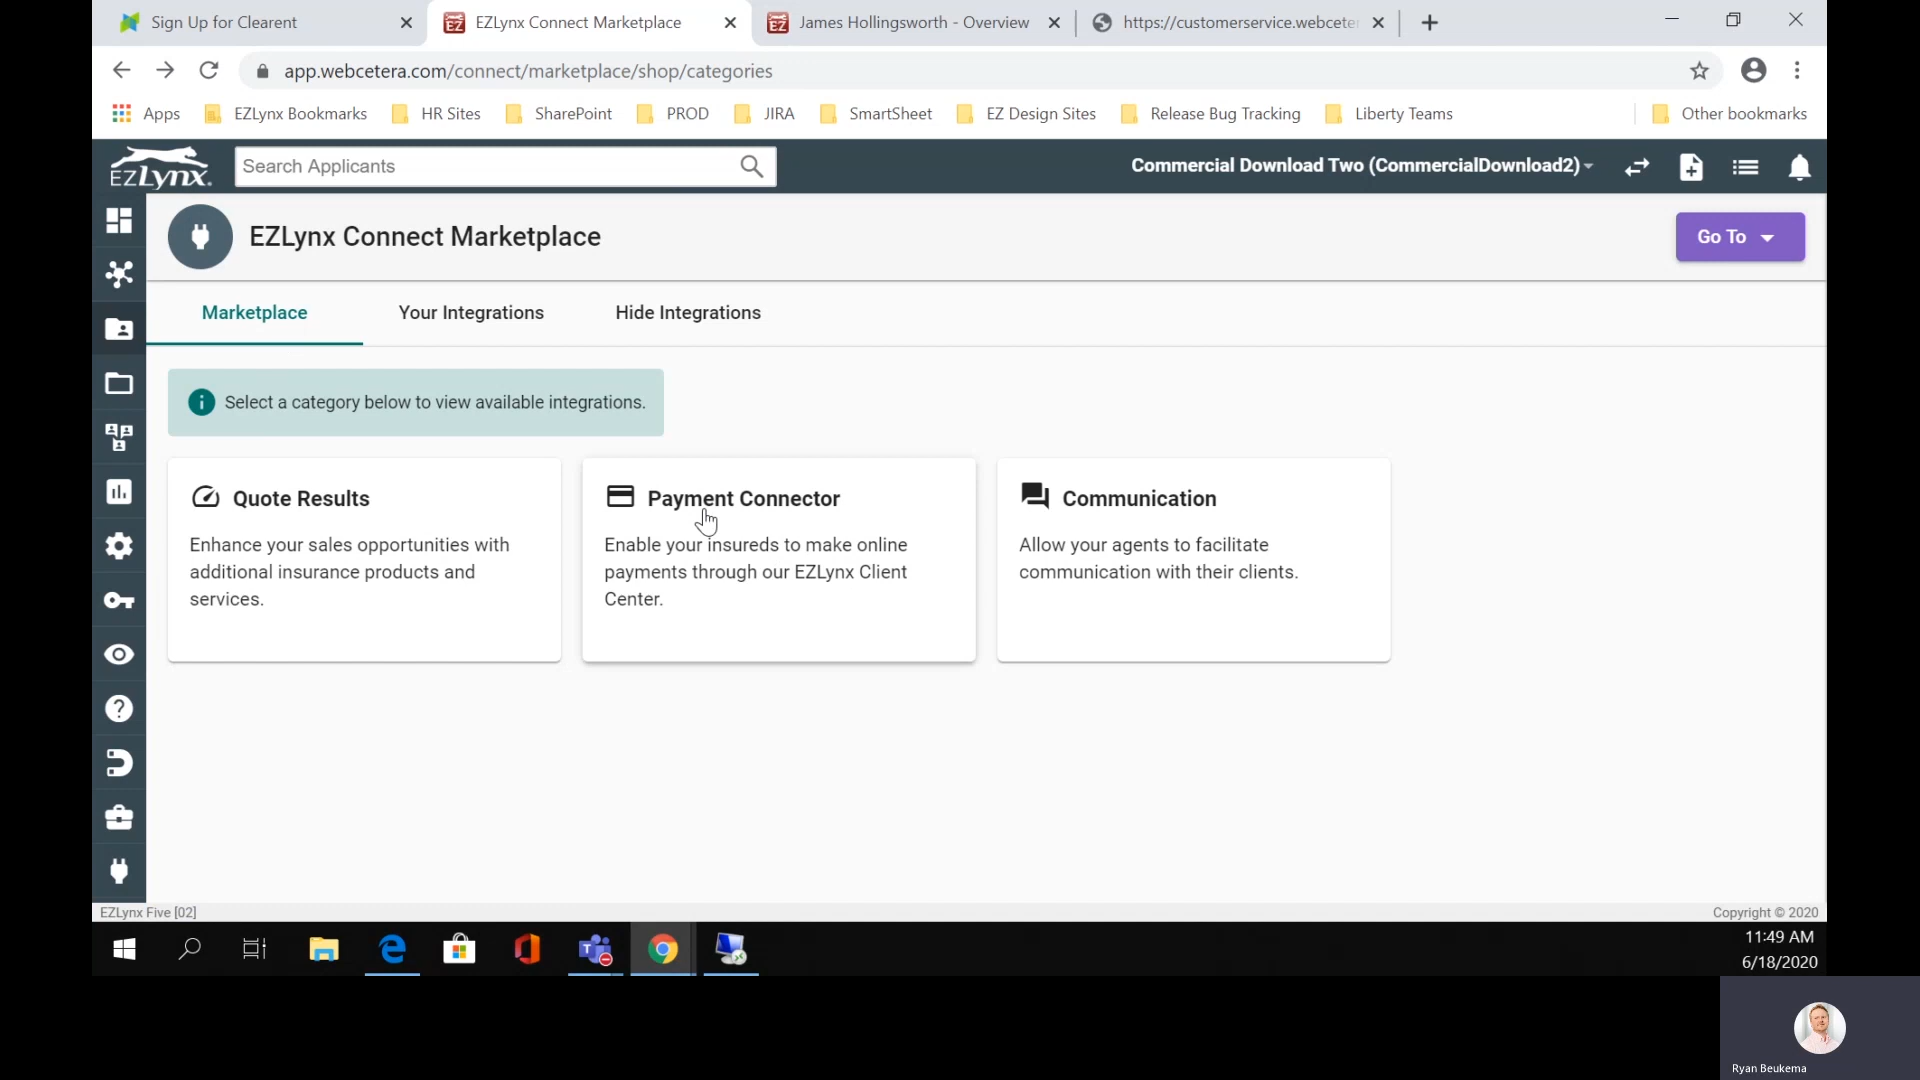 Sign Up for Clearent
EZLynx Connect Marketplace
James Hollingsworth - Overview
https://customerservice.webceter
app.webcetera.com/connect/marketplace/shop/categories
Apps
EZLynx Bookmarks
HR Sites
SharePoint
PROD
JIRA
SmartSheet
EZ Design Sites
Release Bug Tracking
Liberty Teams
Other bookmarks
EZLynx
Search Applicants
Commercial Download Two (CommercialDownload2)
EZLynx Connect Marketplace
Go To
Marketplace
Your Integrations
Hide Integrations
Select a category below to view available integrations.
Quote Results
Enhance your sales opportunities with
additional insurance products and
services.
Payment Connector
Enable your insureds to make online
payments through our EZLynx Client
Center.
Communication
Allow your agents to facilitate
communication with their clients.
EZLynx Five [02]
Copyright © 2020
11:49 AM
6/18/2020
Ryan Beukema